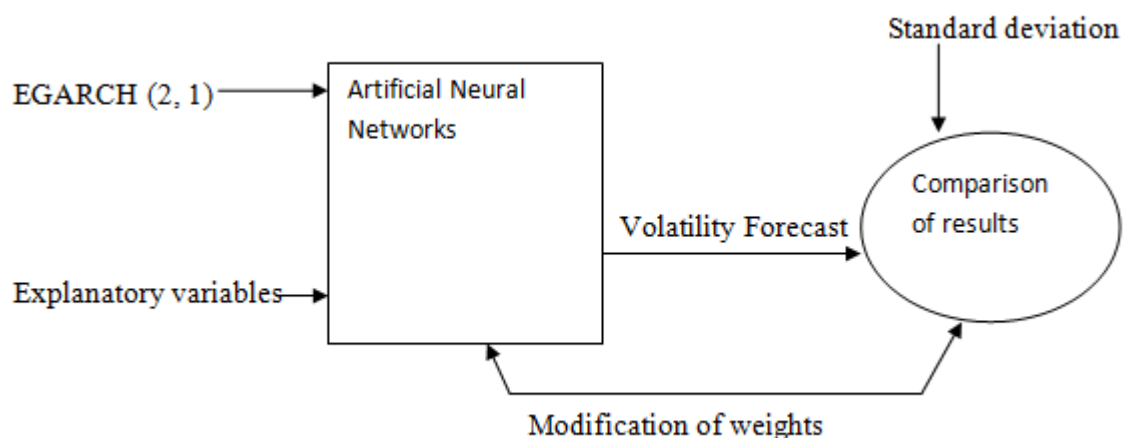 Standard deviation
EGARCH (2, 1)
Artificial Neural
Networks
Comparison
of results
Volatility Forecast
Explanatory variables
Modification of weights